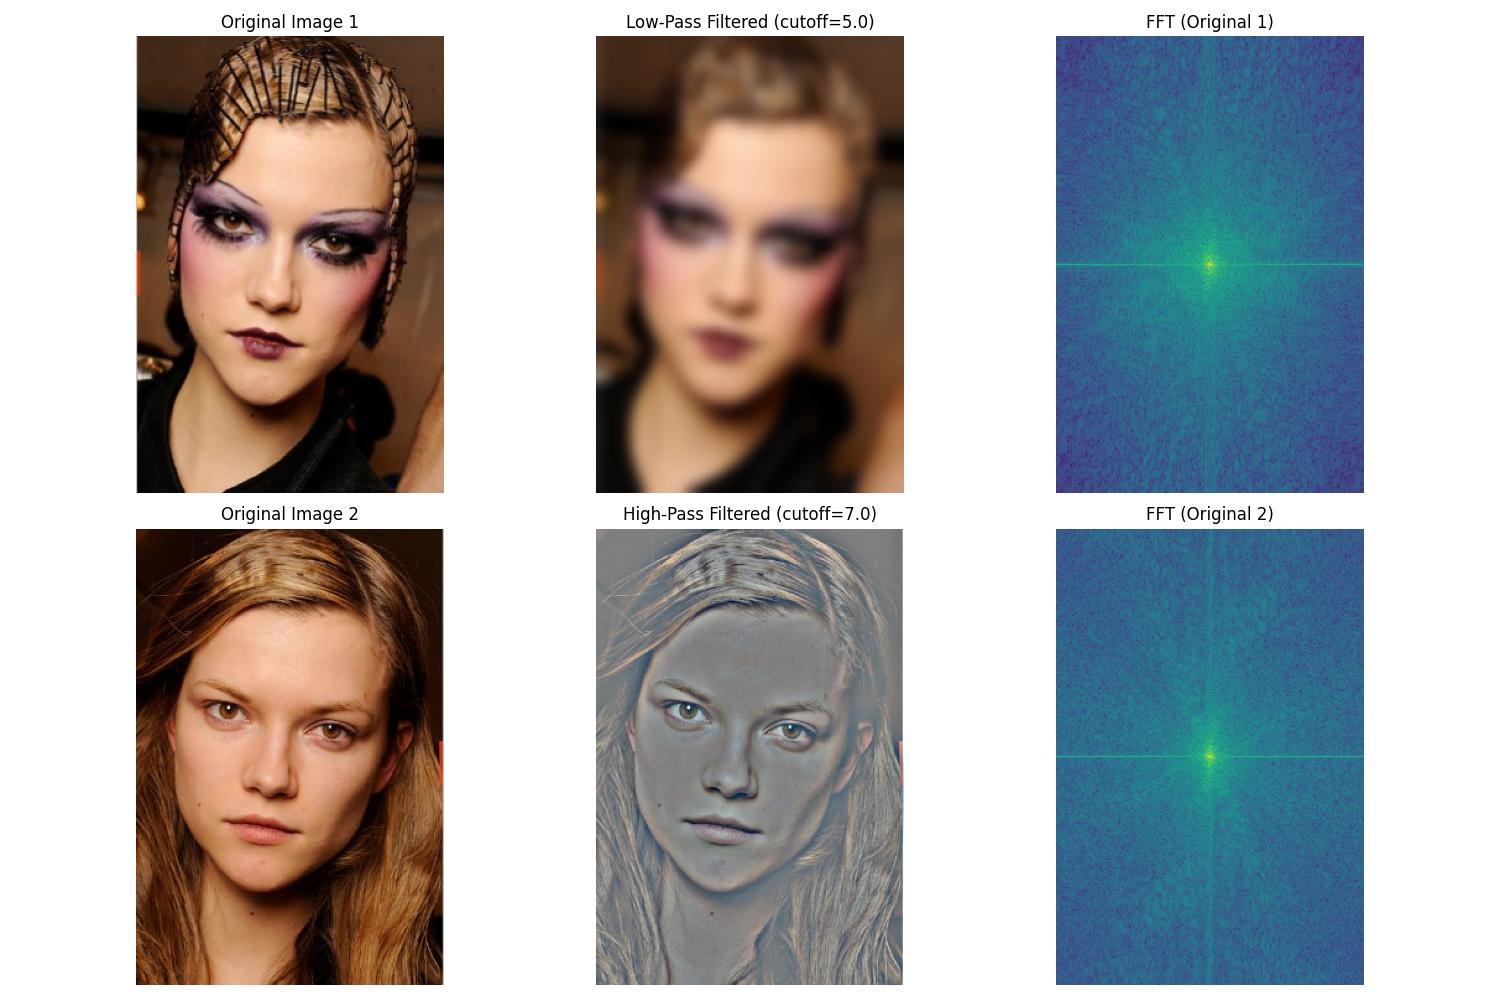 Original Image 1
Low-Pass Filtered (cutoff=5.0)
FFT (Original 1)
Original Image 2
High-Pass Filtered (cutoff=7.0)
FFT (Original 2)